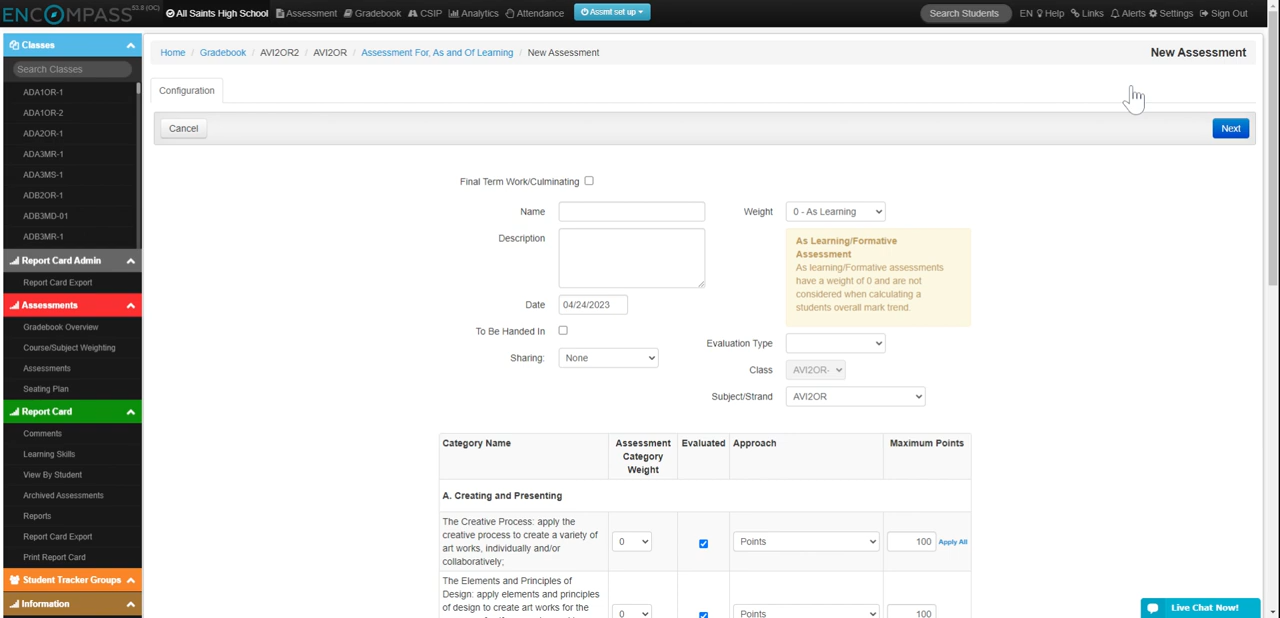 ENCOMPASS 53.8 (OC) All Saints High School Assessment Gradebook CSIP Analytics Attendance Assmt set up Search Students EN Help Links Alerts Settings Sign Out
Classes
Search Classes
ADA1OR-1
ADA1OR-2
ADA2OR-1
ADA3MR-1
ADA3MS-1
ADB2OR-1
ADB3MD-01
ADB3MR-1
Report Card Admin
Report Card Export
Assessments
Gradebook Overview
Course/Subject Weighting
Assessments
Seating Plan
Report Card
Comments
Learning Skills
View By Student
Archived Assessments
Reports
Report Card Export
Print Report Card
Student Tracker Groups
Information
Home / Gradebook / AVI2OR2 / AVI2OR / Assessment For, As and Of Learning / New Assessment
New Assessment
Configuration
Cancel
Next
Final Term Work/Culminating
Name
Description
Date 04/24/2023
To Be Handed In
Sharing: None
Weight 0 - As Learning
As Learning/Formative
Assessment
As learning/Formative assessments
have a weight of 0 and are not
considered when calculating a
students overall mark trend.
Evaluation Type
Class AVI2OR-
Subject/Strand AVI2OR
Category Name
Assessment
Category
Weight
Evaluated
Approach
Maximum Points
A. Creating and Presenting
The Creative Process: apply the
creative process to create a variety of
art works, individually and/or
collaboratively;
0
Points
100 Apply All
The Elements and Principles of
Design: apply elements and principles
of design to create art works for the
0
Points
100
Live Chat Now!